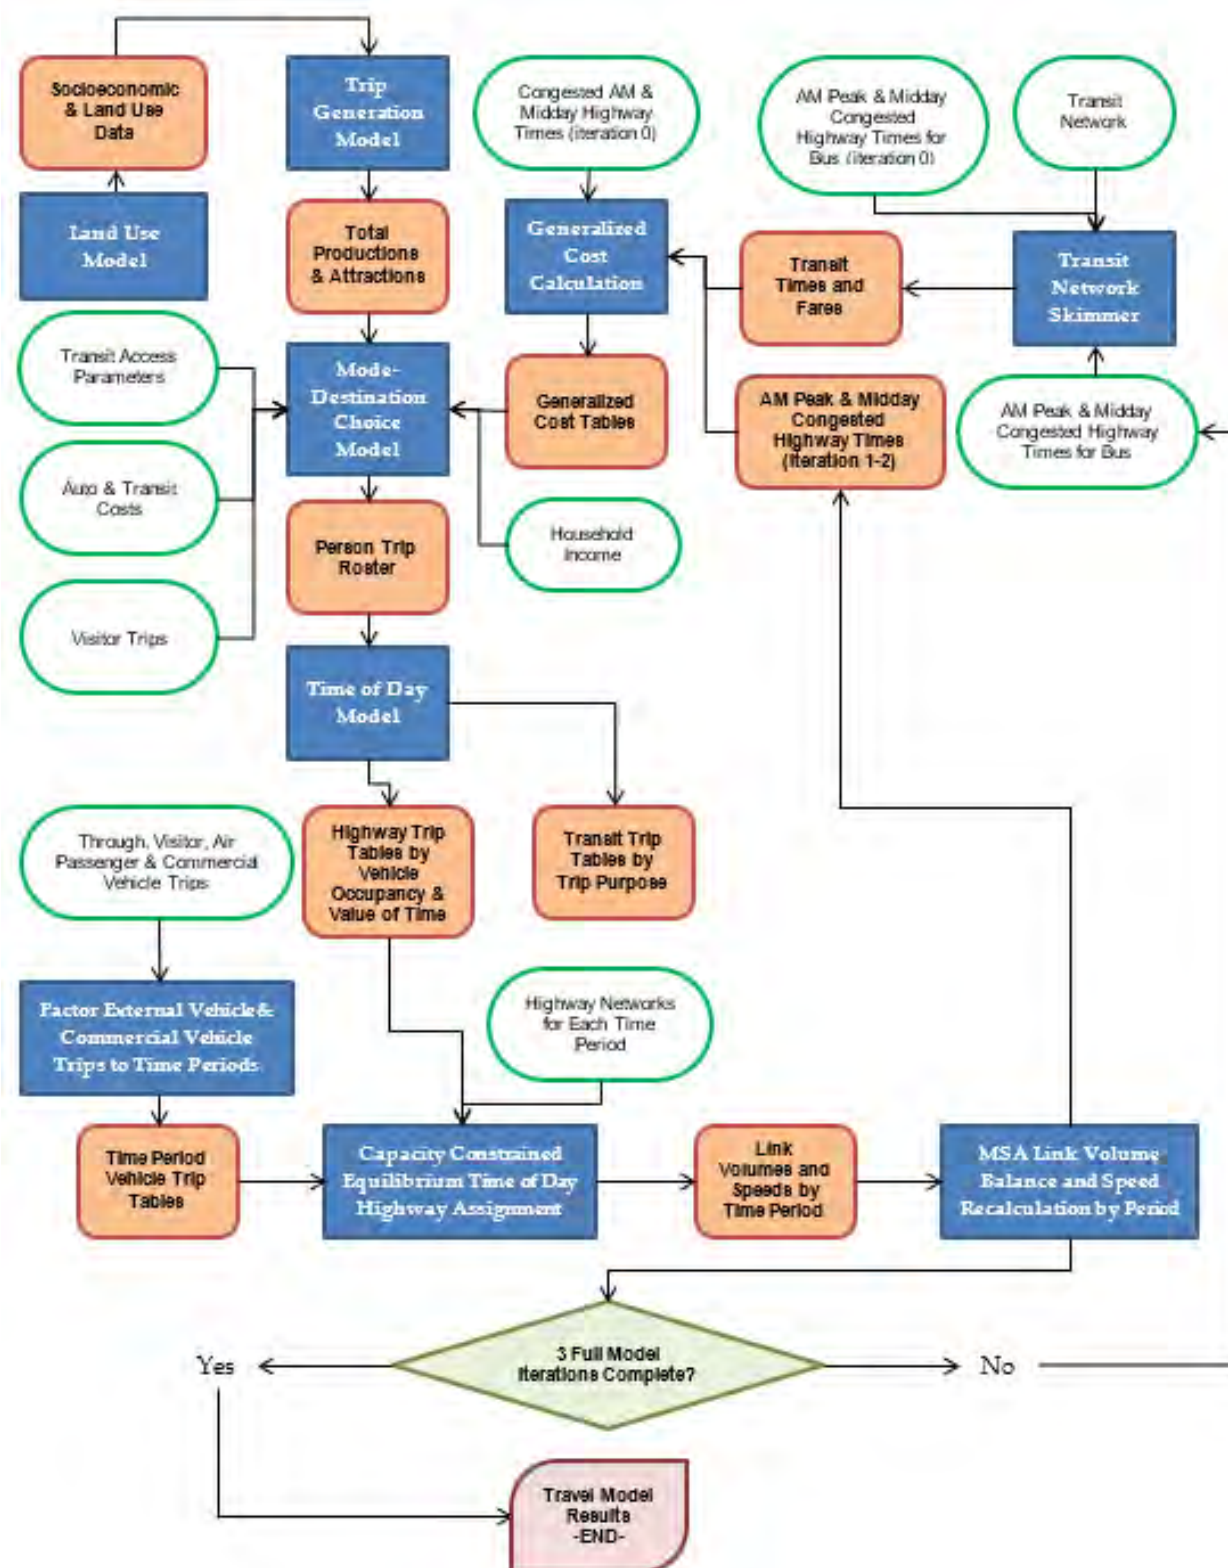 Socioeconomic
& Land Use
Data
Trip
Generation
Model
Congested AM &
Midday Highway
Times (iteration 0)
AM Peak & Midday
Congested
Highway Times for
Bus (iteration 0)
Transit
Network
Land Use
Model
Total
Productions
& Attractions
Generalized
Cost
Calculation
Transit
Times and
Fares
Transit
Network
Skimmer
Transit Access
Parameters
Mode-
Destination
Choice
Model
Generalized
Cost Tables
AM Peak & Midday
Congested
Highway Times
(Iteration 1-2)
AM Peak & Midday
Congested Highway
Times for Bus
Auto & Transit
Costs
Person Trip
Roster
Household
Income
Visitor Trips
Time of Day
Model
Through, Visitor, Air
Passenger & Commercial
Vehicle Trips
Highway Trip
Tables by
Vehicle
Occupancy &
Value of Time
Transit Trip
Tables by
Trip Purpose
Factor External Vehicle &
Commercial Vehicle
Trips to Time Periods
Highway Networks
for Each Time
Period
Time Period
Vehicle Trip
Tables
Capacity Constrained
Equilibrium Time of Day
Highway Assignment
Link
Volumes and
Speeds by
Time Period
MSA Link Volume
Balance and Speed
Recalculation by Period
Yes
3 Full Model
Iterations Complete?
No
Travel Model
Results
-END-